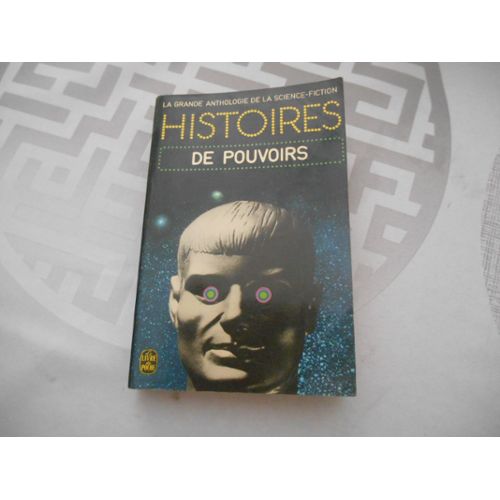 LA GRANDE ANTHOLOGIE DE LA SCIENCE-FICTION
HISTOIRES
DE POUVOIRS
LE
LIVRE
DE
POCHE